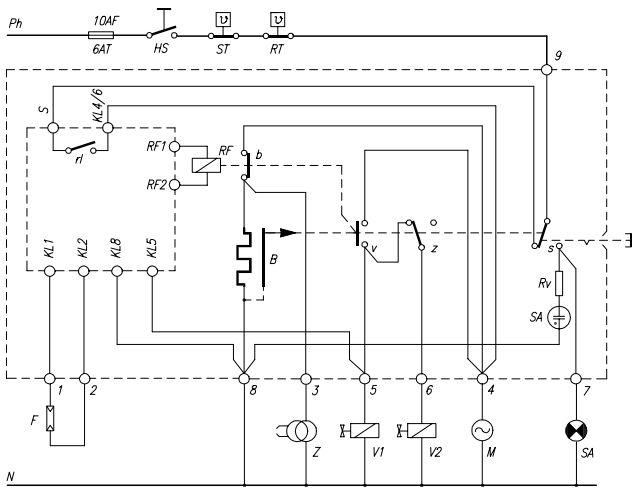 Ph
10AF
6AT
HS
ʋ
ST
ʋ
RT
9
S
KL4/6
rl
RF1
RF
b
RF2
KL1
KL2
KL8
KL5
B
v
z
s
Rv
SA
1
2
8
3
5
6
4
7
F
Z
V1
V2
M
SA
N